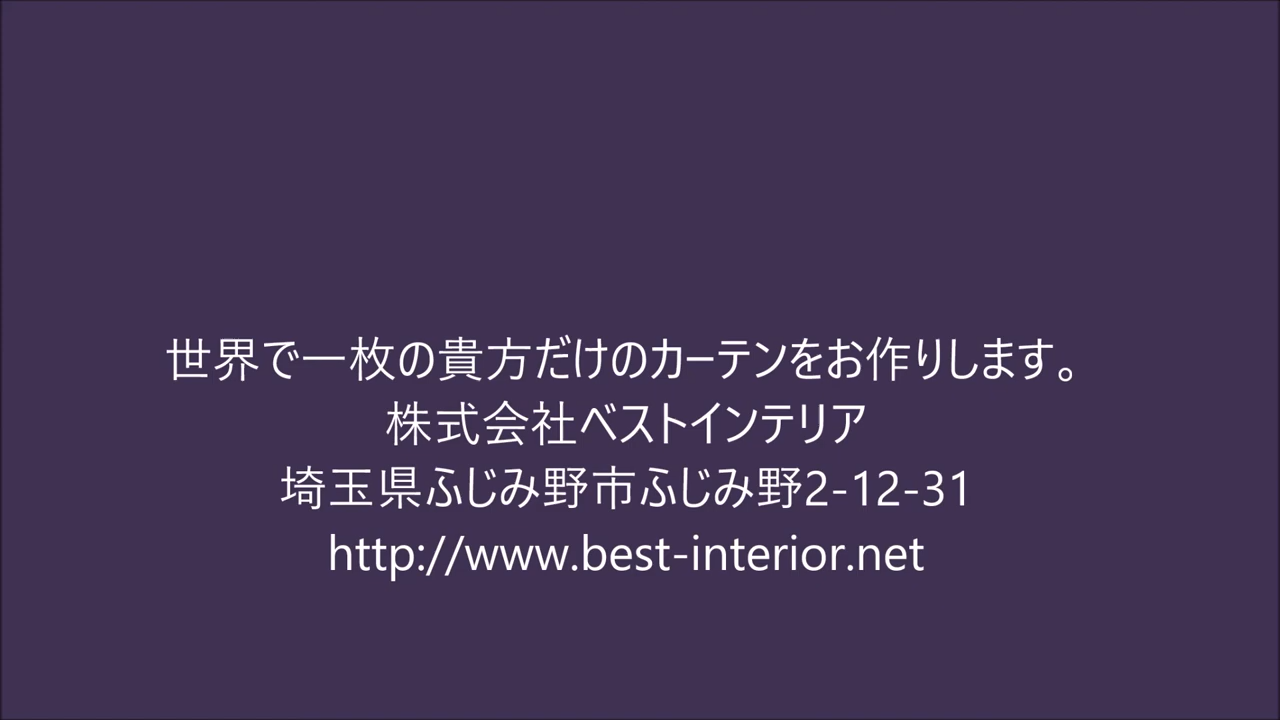 世界で一枚の貴方だけのカーテンをお作りします。
株式会社ベストインテリア
埼玉県ふじみ野市ふじみ野2-12-31
http://www.best-interior.net